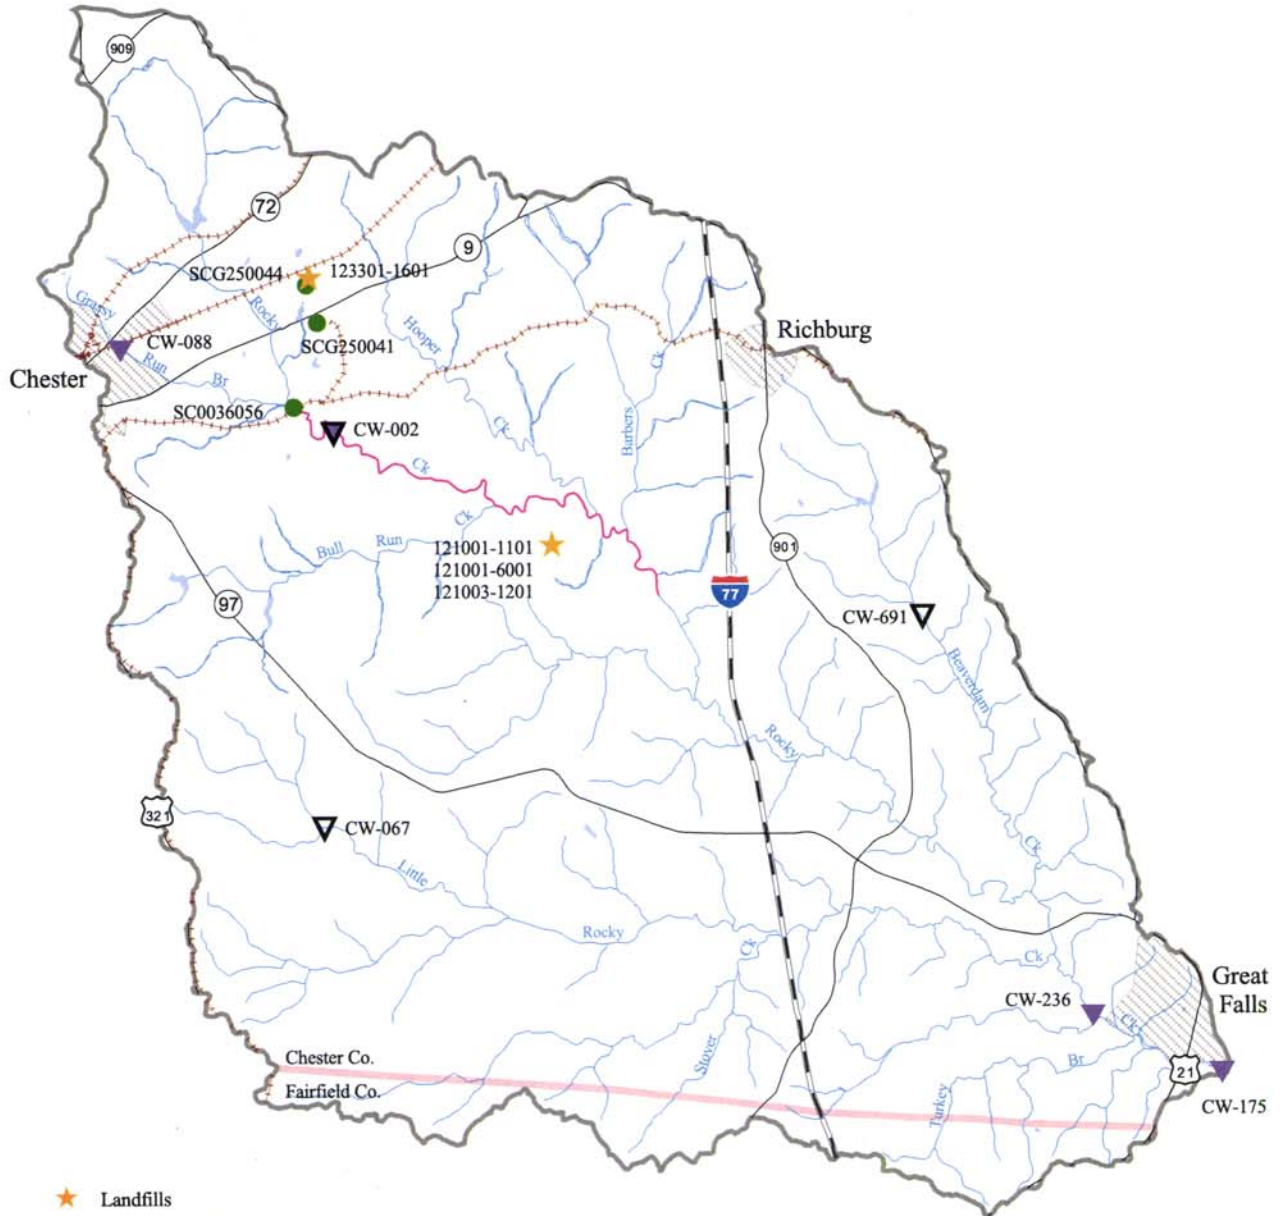 909
72
9
SCG250044
123301-1601
Grassy
Rocky
Hooper
CW-088
SCG250041
Richburg
Run
Chester
Br
Ck
SC0036056
CW-002
Ck
Barbers
Ck
Ck
Bull Run
121001-1101
121001-6001
121003-1201
901
77
97
CW-691
Beaverdam
Rocky
321
CW-067
Ck
Little
Rocky
Ck
Ck
Great
Falls
CW-236
Ck
Stover
Br
Chester Co.
Fairfield Co.
21
Turkey
CW-175
Landfills